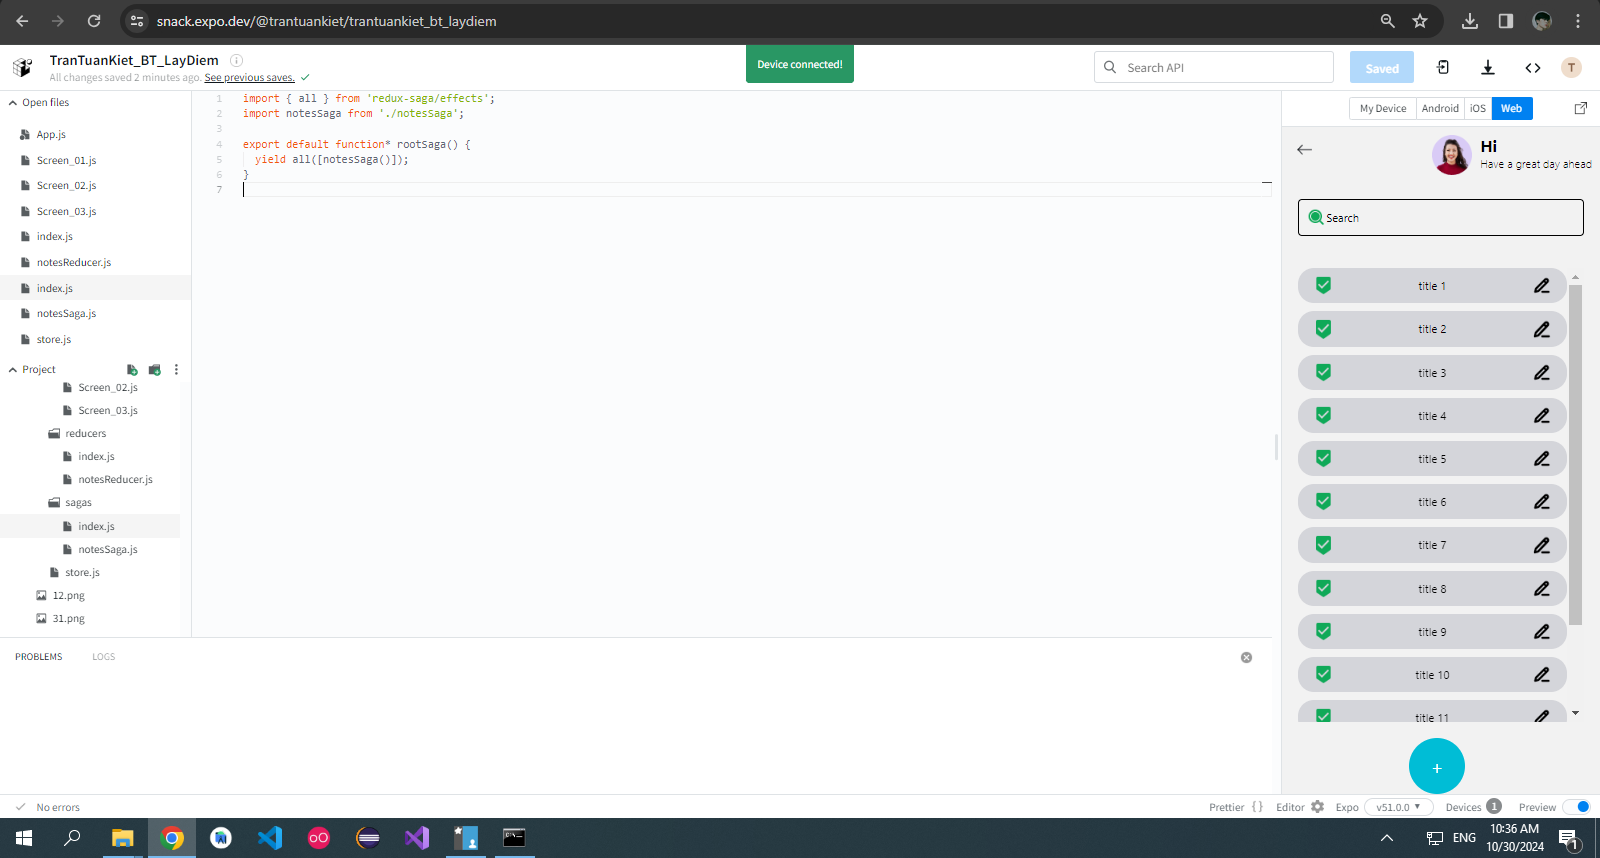 snack.expo.dev/@trantuankiet/trantuankiet_bt_laydiem
TranTuanKiet_BT_LayDiem
All changes saved 2 minutes ago. See previous saves.
Device connected!
Search API
Saved
T
Open files
App.js
Screen_01.js
Screen_02.js
Screen_03.js
index.js
notesReducer.js
index.js
notesSaga.js
store.js
Project
Screen_02.js
Screen_03.js
reducers
index.js
notesReducer.js
sagas
index.js
notesSaga.js
store.js
12.png
31.png
1 import { all } from 'redux-saga/effects';
2 import notesSaga from './notesSaga';
3
4 export default function* rootSaga() {
5 yield all([notesSaga()]);
6 }
7
My Device Android iOS Web
Hi
Have a great day ahead
Search
title 1
title 2
title 3
title 4
title 5
title 6
title 7
title 8
title 9
title 10
title 11
+
PROBLEMS LOGS
No errors
Prettier {} Editor Expo v51.0.0 Devices 1 Preview
ENG
10:36 AM
10/30/2024
1